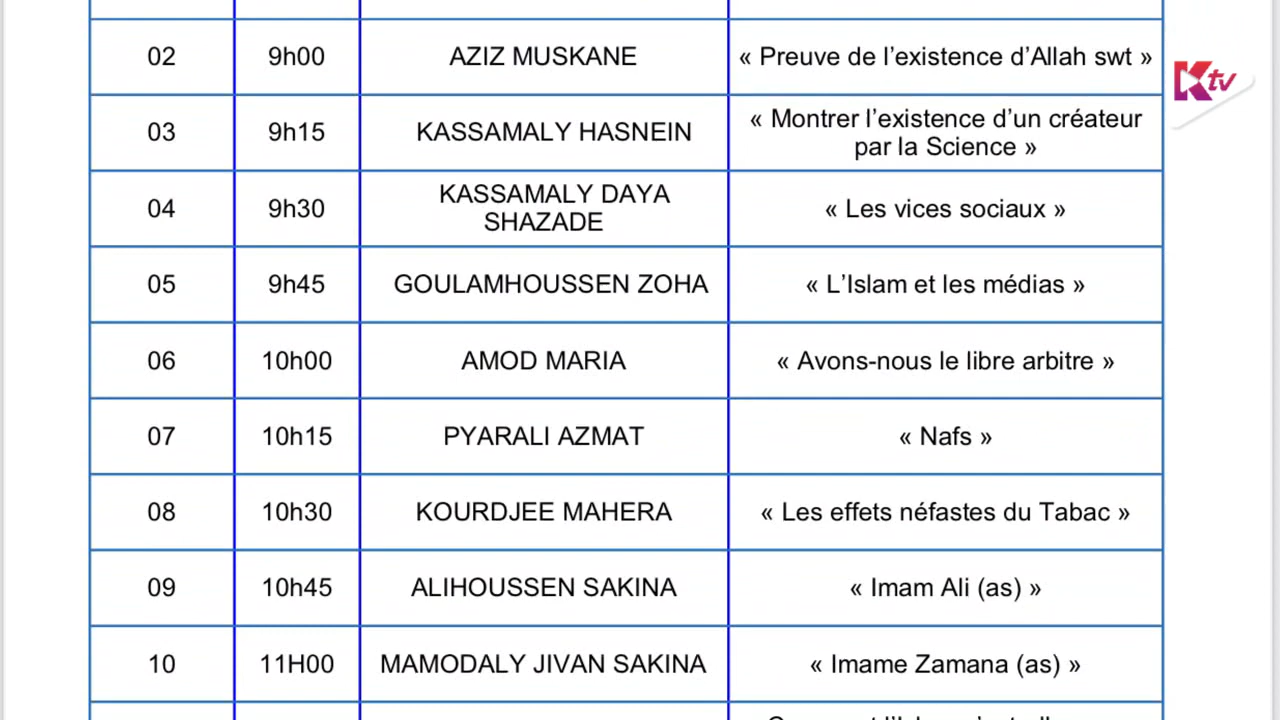 02 9h00 AZIZ MUSKANE « Preuve de l’existence d’Allah swt »
Ktv
03 9h15 KASSAMALY HASNEIN « Montrer l’existence d’un créateur
par la Science »
04 9h30 KASSAMALY DAYA
SHAZADE « Les vices sociaux »
05 9h45 GOULAMHOUSSEN ZOHA « L’Islam et les médias »
06 10h00 AMOD MARIA « Avons-nous le libre arbitre »
07 10h15 PYARALI AZMAT « Nafs »
08 10h30 KOURDJEE MAHERA « Les effets néfastes du Tabac »
09 10h45 ALIHOUSSEN SAKINA « Imam Ali (as) »
10 11H00 MAMODALY JIVAN SAKINA « Imame Zamana (as) »